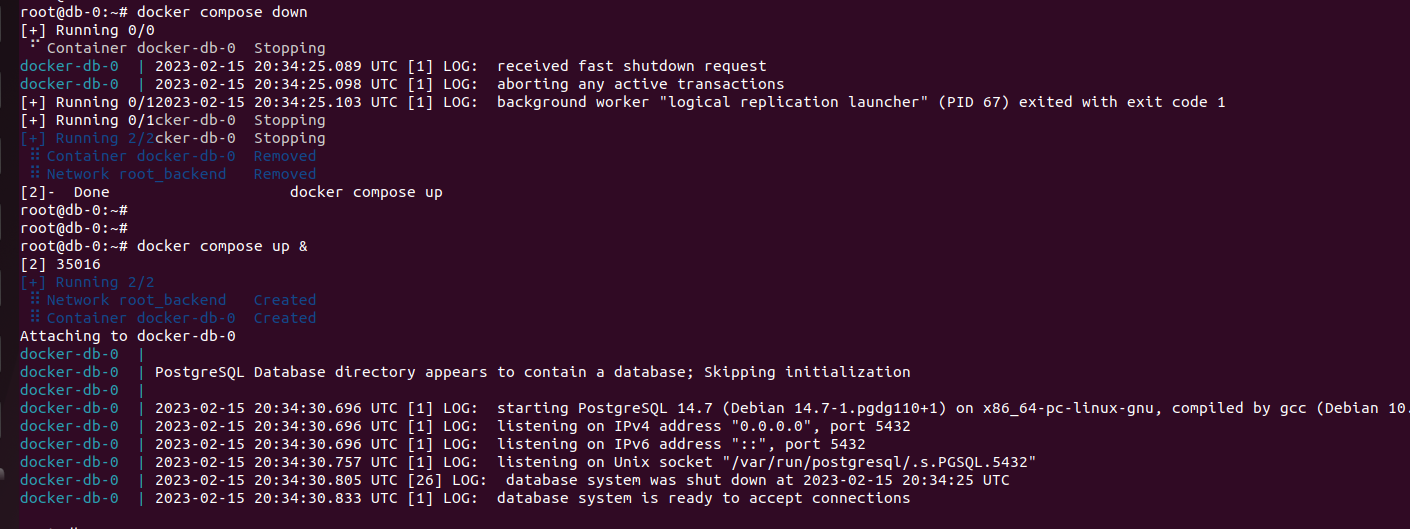 root@db-0:~# docker compose down
[+] Running 0/0
⠋ Container docker-db-0  Stopping
docker-db-0  | 2023-02-15 20:34:25.089 UTC [1] LOG:  received fast shutdown request
docker-db-0  | 2023-02-15 20:34:25.098 UTC [1] LOG:  aborting any active transactions
[+] Running 0/12023-02-15 20:34:25.103 UTC [1] LOG:  background worker "logical replication launcher" (PID 67) exited with exit code 1
[+] Running 0/1cker-db-0  Stopping
[+] Running 2/2cker-db-0  Stopping
⠿ Container docker-db-0  Removed
⠿ Network root_backend   Removed
[2]-  Done                    docker compose up
root@db-0:~#
root@db-0:~#
root@db-0:~# docker compose up &
[2] 35016
[+] Running 2/2
⠿ Network root_backend   Created
⠿ Container docker-db-0  Created
Attaching to docker-db-0
docker-db-0  |
docker-db-0  | PostgreSQL Database directory appears to contain a database; Skipping initialization
docker-db-0  |
docker-db-0  | 2023-02-15 20:34:30.696 UTC [1] LOG:  starting PostgreSQL 14.7 (Debian 14.7-1.pgdg110+1) on x86_64-pc-linux-gnu, compiled by gcc (Debian 10.
docker-db-0  | 2023-02-15 20:34:30.696 UTC [1] LOG:  listening on IPv4 address "0.0.0.0", port 5432
docker-db-0  | 2023-02-15 20:34:30.696 UTC [1] LOG:  listening on IPv6 address "::", port 5432
docker-db-0  | 2023-02-15 20:34:30.757 UTC [1] LOG:  listening on Unix socket "/var/run/postgresql/.s.PGSQL.5432"
docker-db-0  | 2023-02-15 20:34:30.805 UTC [26] LOG:  database system was shut down at 2023-02-15 20:34:25 UTC
docker-db-0  | 2023-02-15 20:34:30.833 UTC [1] LOG:  database system is ready to accept connections